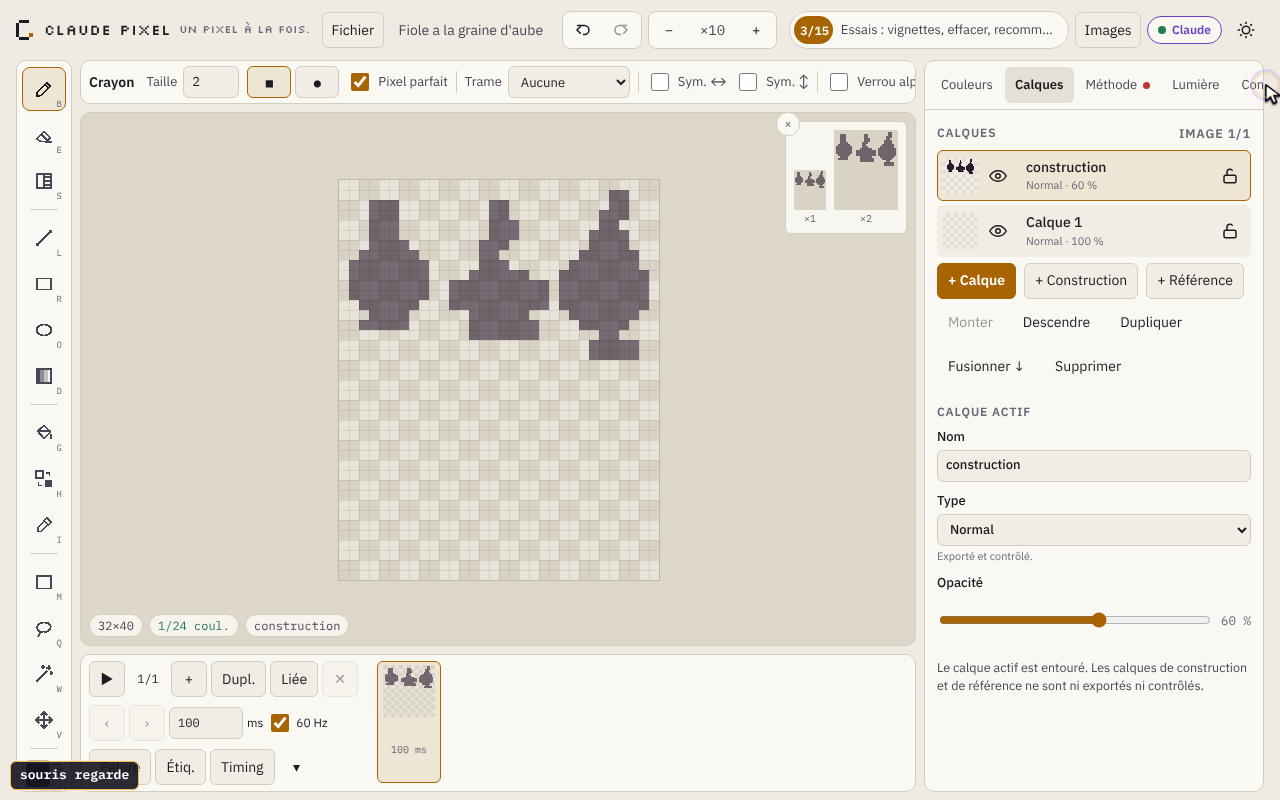 CLAUDE PIXEL UN PIXEL À LA FOIS. Fichier Fiole a la graine d'aube − ×10 + 3/15 Essais : vignettes, effacer, recomm… Images Claude
Crayon Taille 2 Pixel parfait Trame Aucune Sym. ↔ Sym. ↕ Verrou alp
Couleurs Calques Méthode Lumière Con
B
E
S
L
R
O
D
G
H
I
M
Q
W
V
×
×1 ×2
32×40 1/24 coul. construction
CALQUES IMAGE 1/1
construction
Normal · 60 %
Calque 1
Normal · 100 %
+ Calque + Construction + Référence
Monter Descendre Dupliquer
Fusionner ↓ Supprimer
CALQUE ACTIF
Nom
construction
Type
Normal
Exporté et contrôlé.
Opacité
60 %
Le calque actif est entouré. Les calques de construction
et de référence ne sont ni exportés ni contrôlés.
1/1 + Dupl. Liée ×
‹ › 100 ms 60 Hz
Étiq. Timing ▼
100 ms
souris regarde